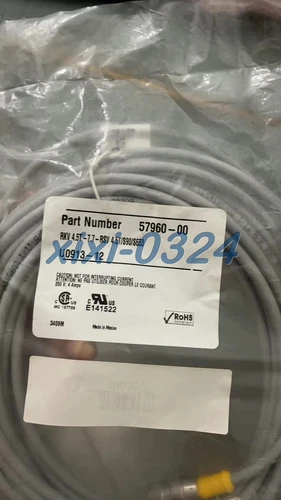 Part Number 57960-00
RKV 4.5T-7.7-RSV 4.5T/S90/S653
U0913-12
xixi-0324
CAUTION: NOT FOR INTERRUPTING CURRENT
ATTENTION: NE PAS UTILISER POUR COUPER LE COURANT
250 V, 4 Amps
E141522
3409M
Made in Mexico
RoHS